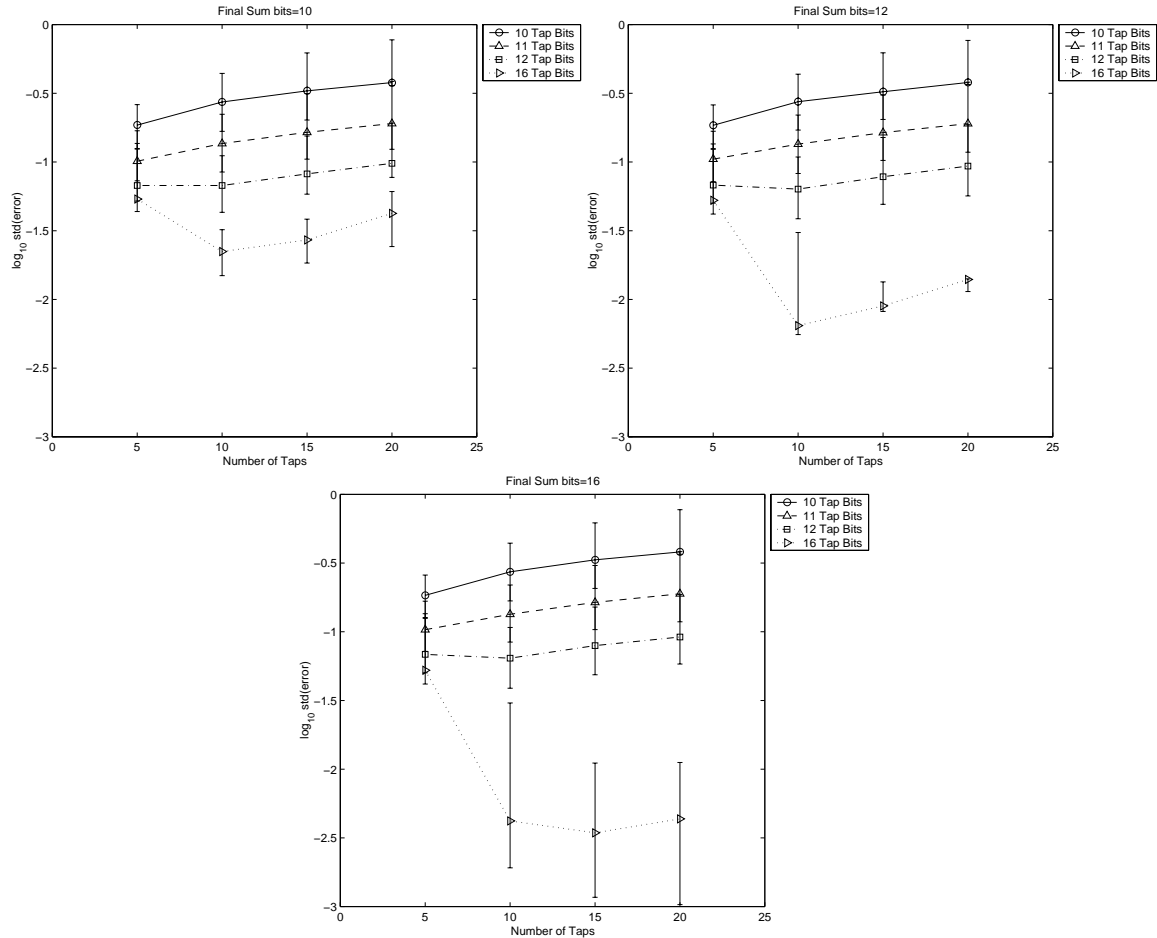 Final Sum bits=10
10 Tap Bits
11 Tap Bits
12 Tap Bits
16 Tap Bits
0
−0.5
−1
−1.5
−2
−2.5
−3
log10 std(error)
0 5 10 15 20 25
Number of Taps
Final Sum bits=12
10 Tap Bits
11 Tap Bits
12 Tap Bits
16 Tap Bits
0
−0.5
−1
−1.5
−2
−2.5
−3
log10 std(error)
0 5 10 15 20 25
Number of Taps
Final Sum bits=16
10 Tap Bits
11 Tap Bits
12 Tap Bits
16 Tap Bits
0
−0.5
−1
−1.5
−2
−2.5
−3
log10 std(error)
0 5 10 15 20 25
Number of Taps